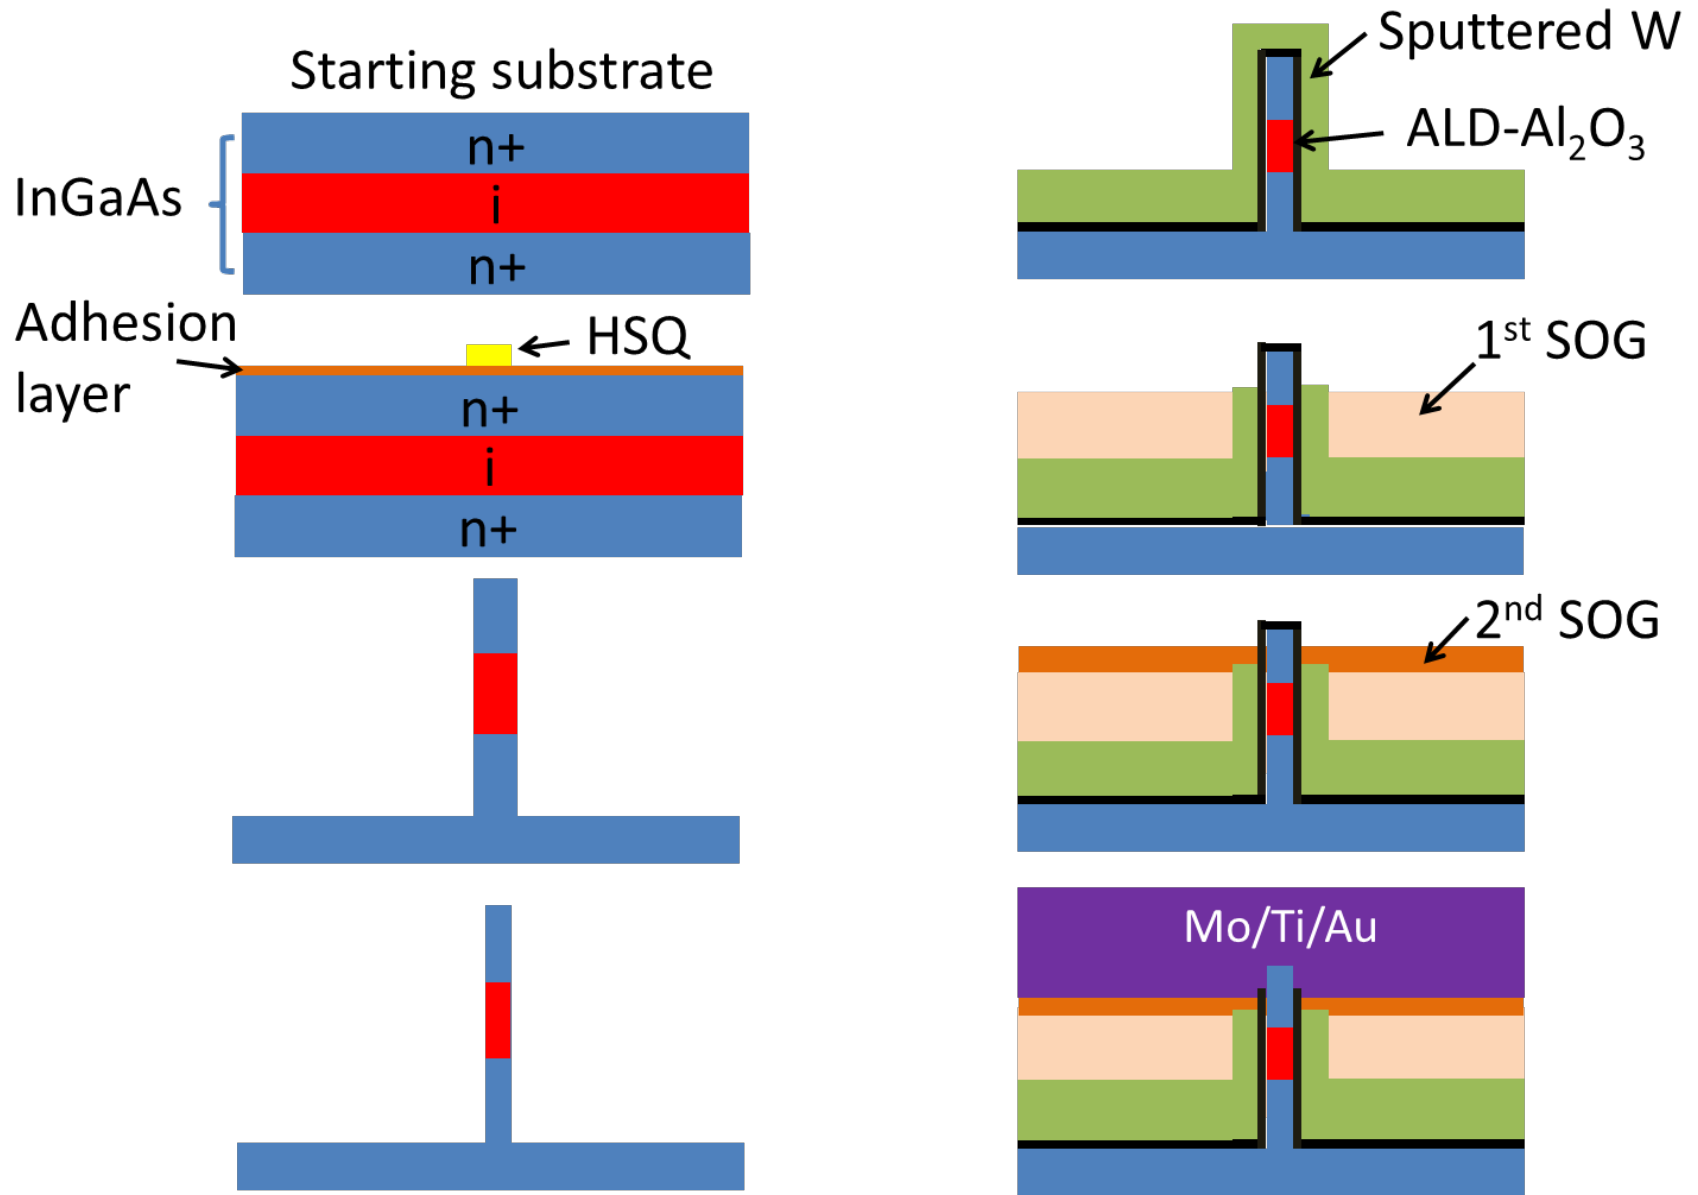 Starting substrate
InGaAs
n+
i
n+
Adhesion
layer
HSQ
n+
i
n+
Sputtered W
ALD-Al₂O₃
1ˢᵗ SOG
2ⁿᵈ SOG
Mo/Ti/Au